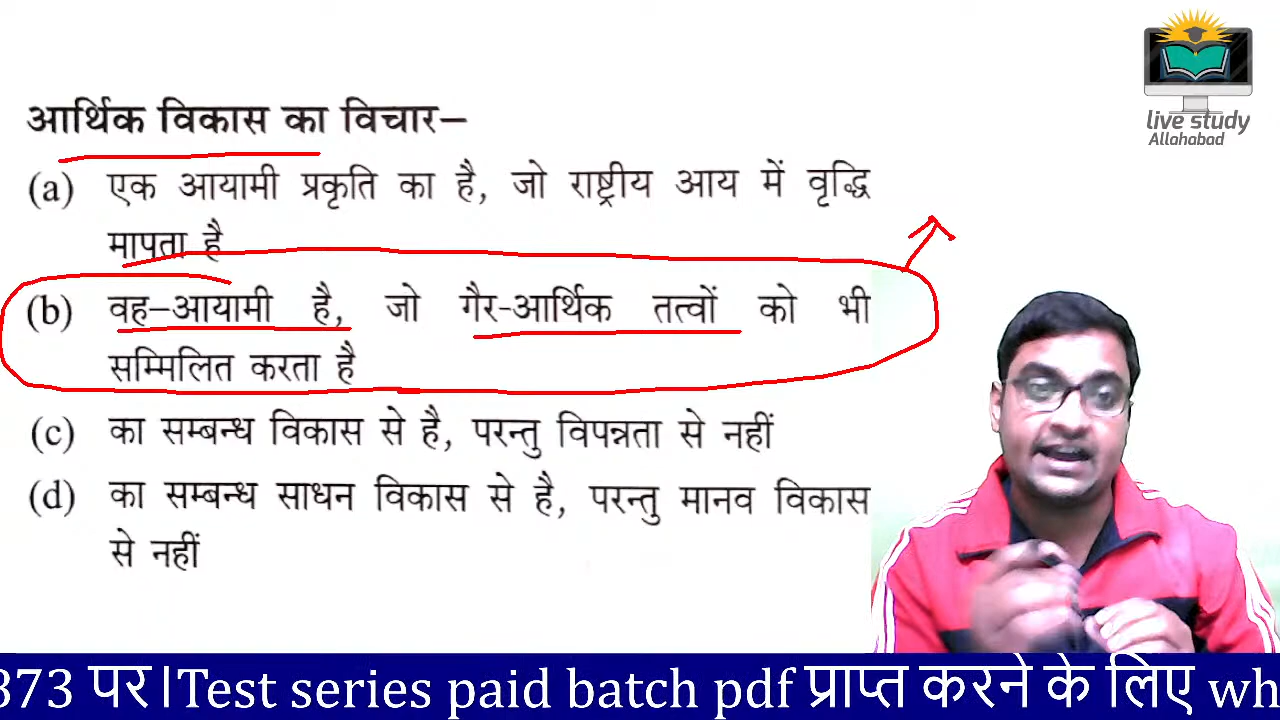 live study
Allahabad
आर्थिक विकास का विचार–
(a) एक आयामी प्रकृति का है, जो राष्ट्रीय आय में वृद्धि
मापता है
(b) वह–आयामी है, जो गैर-आर्थिक तत्वों को भी
सम्मिलित करता है
(c) का सम्बन्ध विकास से है, परन्तु विपन्नता से नहीं
(d) का सम्बन्ध साधन विकास से है, परन्तु मानव विकास
से नहीं
373 पर।Test series paid batch pdf प्राप्त करने के लिए wh